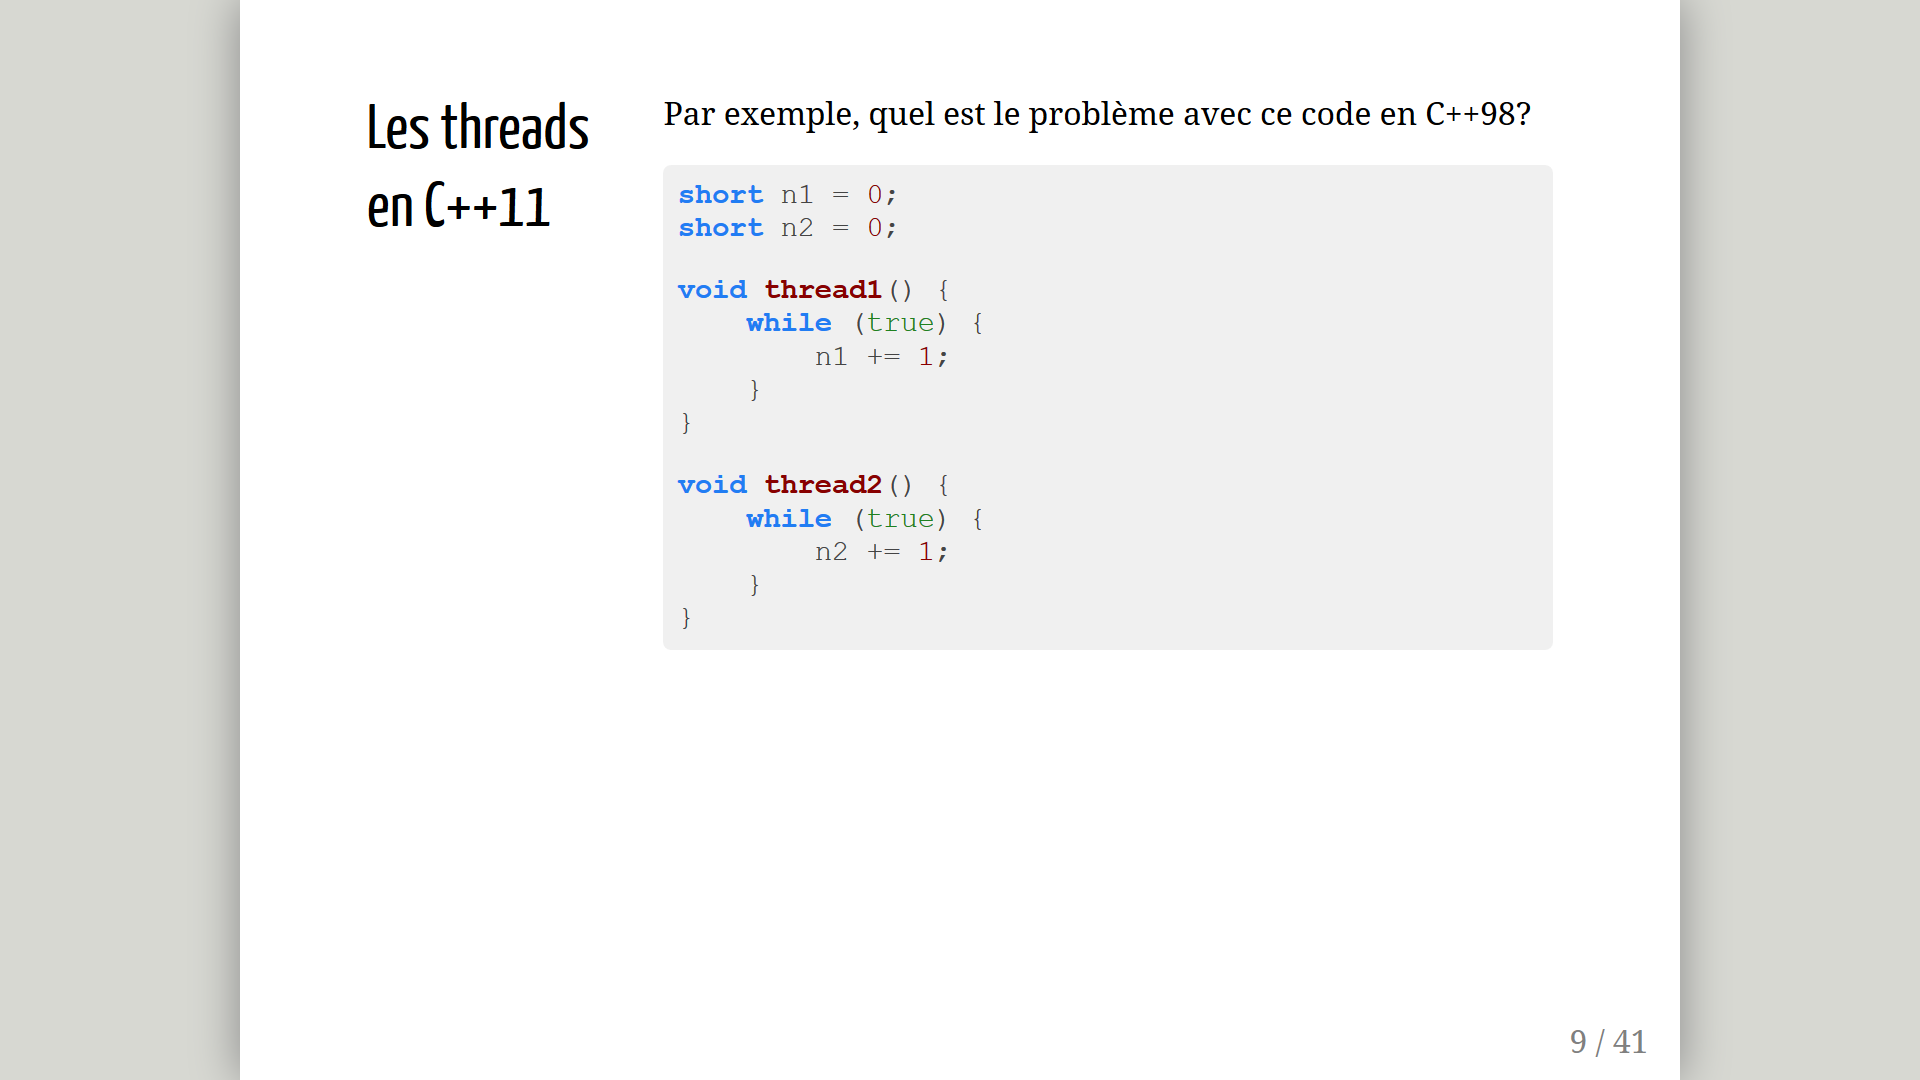 Les threads
en C++11
Par exemple, quel est le problème avec ce code en C++98?
short n1 = 0;
short n2 = 0;
void thread1() {
    while (true) {
        n1 += 1;
    }
}
void thread2() {
    while (true) {
        n2 += 1;
    }
}
9 / 41